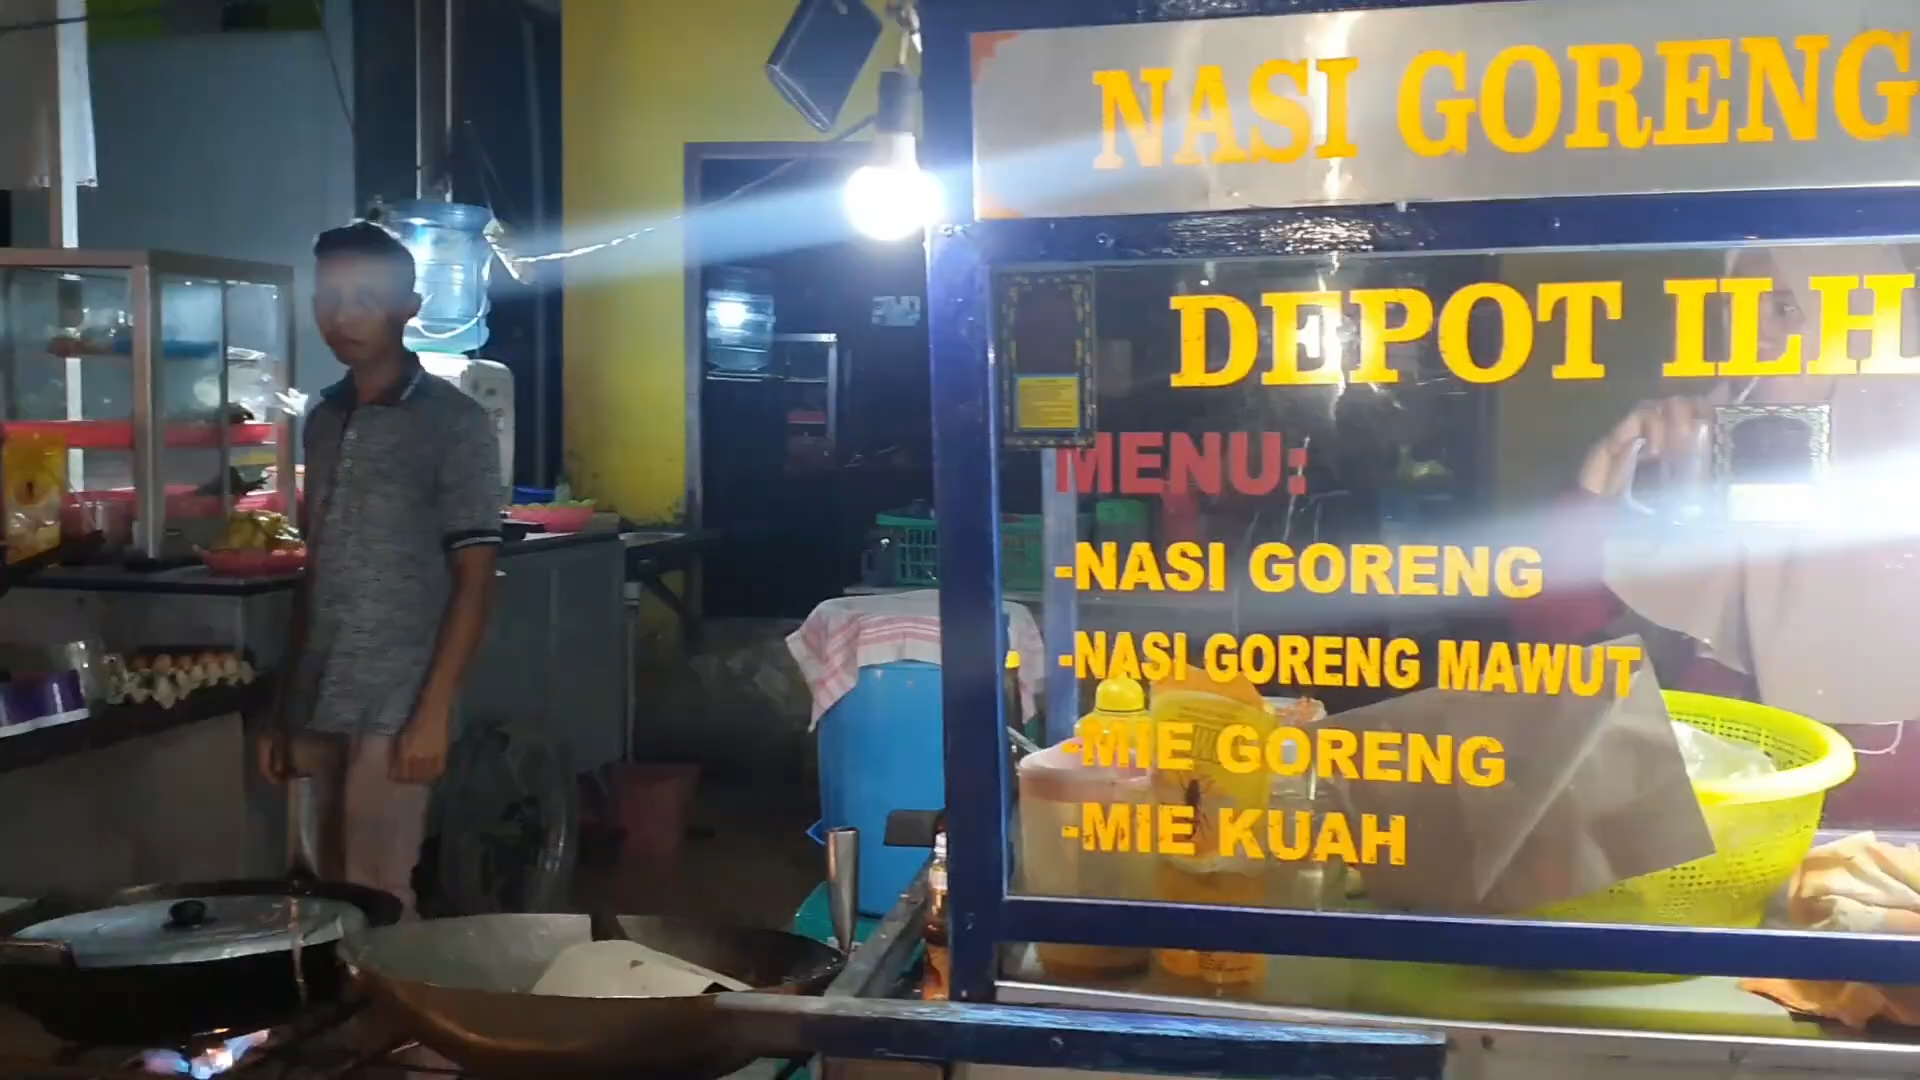 NASI GORENG
DEPOT ILH
MENU:
-NASI GORENG
-NASI GORENG MAWUT
-MIE GORENG
-MIE KUAH